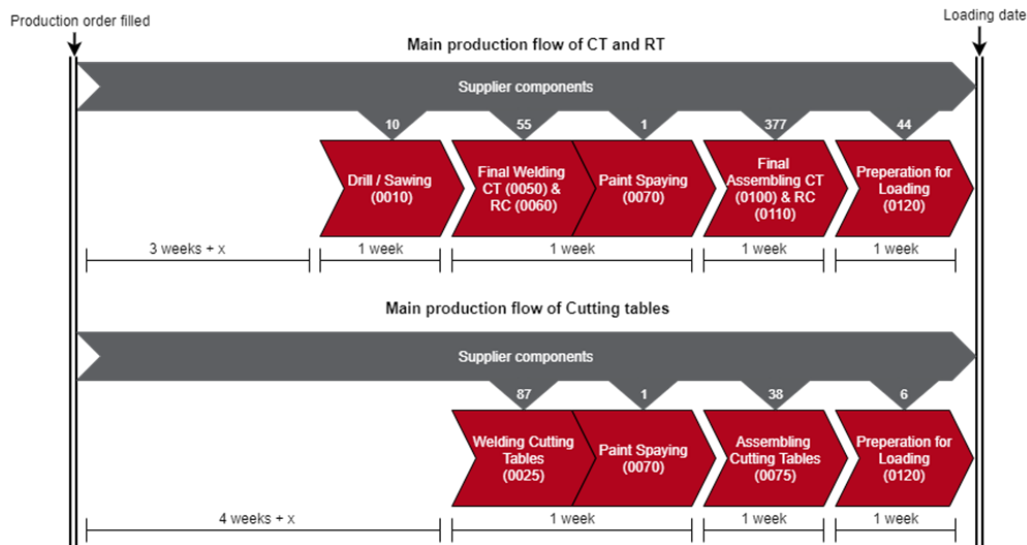 Production order filled
Loading date
Main production flow of CT and RT
Supplier components
10
55
1
377
44
Drill / Sawing
(0010)
Final Welding
CT (0050) &
RC (0060)
Paint Spaying
(0070)
Final
Assembling CT
(0100) & RC
(0110)
Preperation for
Loading
(0120)
3 weeks + x
1 week
1 week
1 week
1 week
Main production flow of Cutting tables
Supplier components
87
1
38
6
Welding Cutting
Tables
(0025)
Paint Spaying
(0070)
Assembling
Cutting Tables
(0075)
Preperation for
Loading
(0120)
4 weeks + x
1 week
1 week
1 week